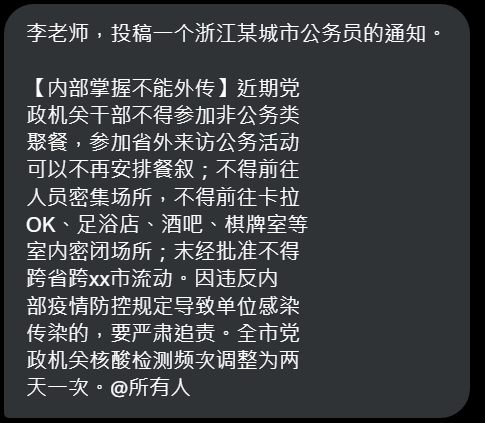 李老师，投稿一个浙江某城市公务员的通知。
【内部掌握不能外传】近期党
政机关干部不得参加非公务类
聚餐，参加省外来访公务活动
可以不再安排餐叙；不得前往
人员密集场所，不得前往卡拉
OK、足浴店、酒吧、棋牌室等
室内密闭场所；末经批准不得
跨省跨xx市流动。因违反内
部疫情防控规定导致单位感染
传染的，要严肃追责。全市党
政机关核酸检测频次调整为两
天一次。@所有人